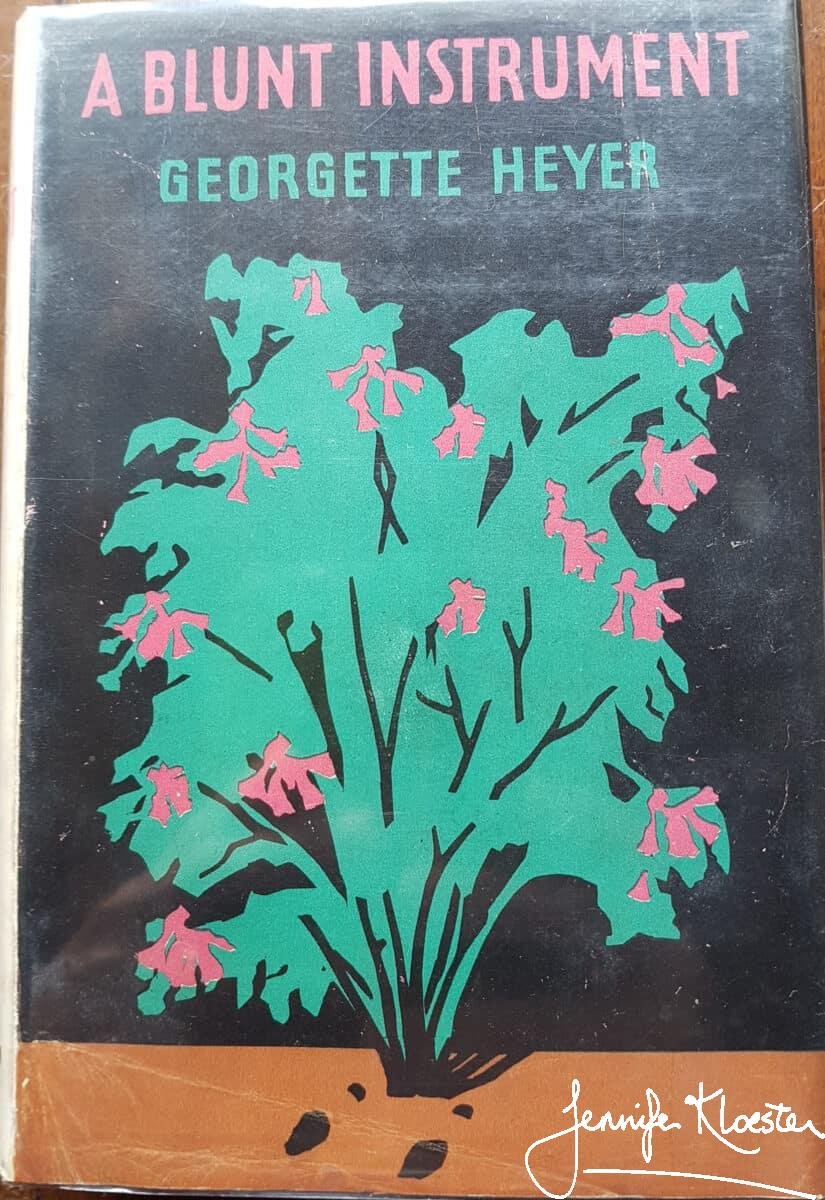 A BLUNT INSTRUMENT
GEORGETTE HEYER
Jennifer Kloester